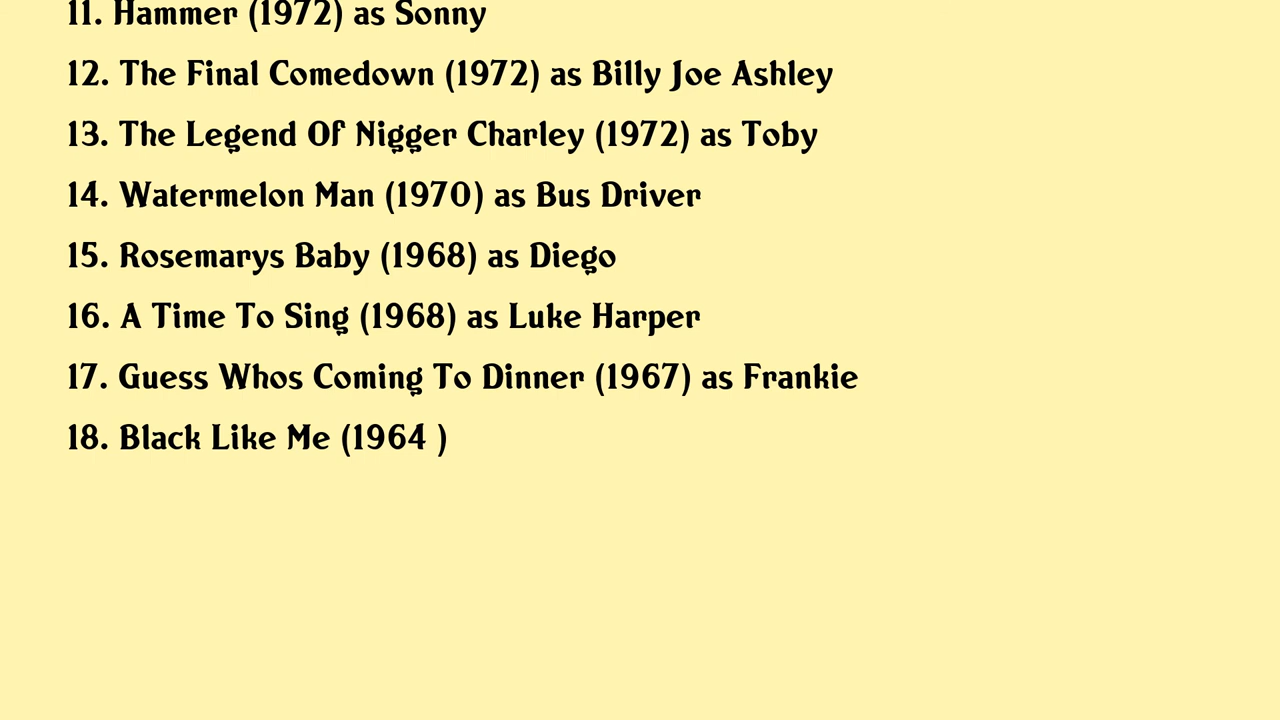 11. Hammer (1972) as Sonny
12. The Final Comedown (1972) as Billy Joe Ashley
13. The Legend Of Nigger Charley (1972) as Toby
14. Watermelon Man (1970) as Bus Driver
15. Rosemarys Baby (1968) as Diego
16. A Time To Sing (1968) as Luke Harper
17. Guess Whos Coming To Dinner (1967) as Frankie
18. Black Like Me (1964 )